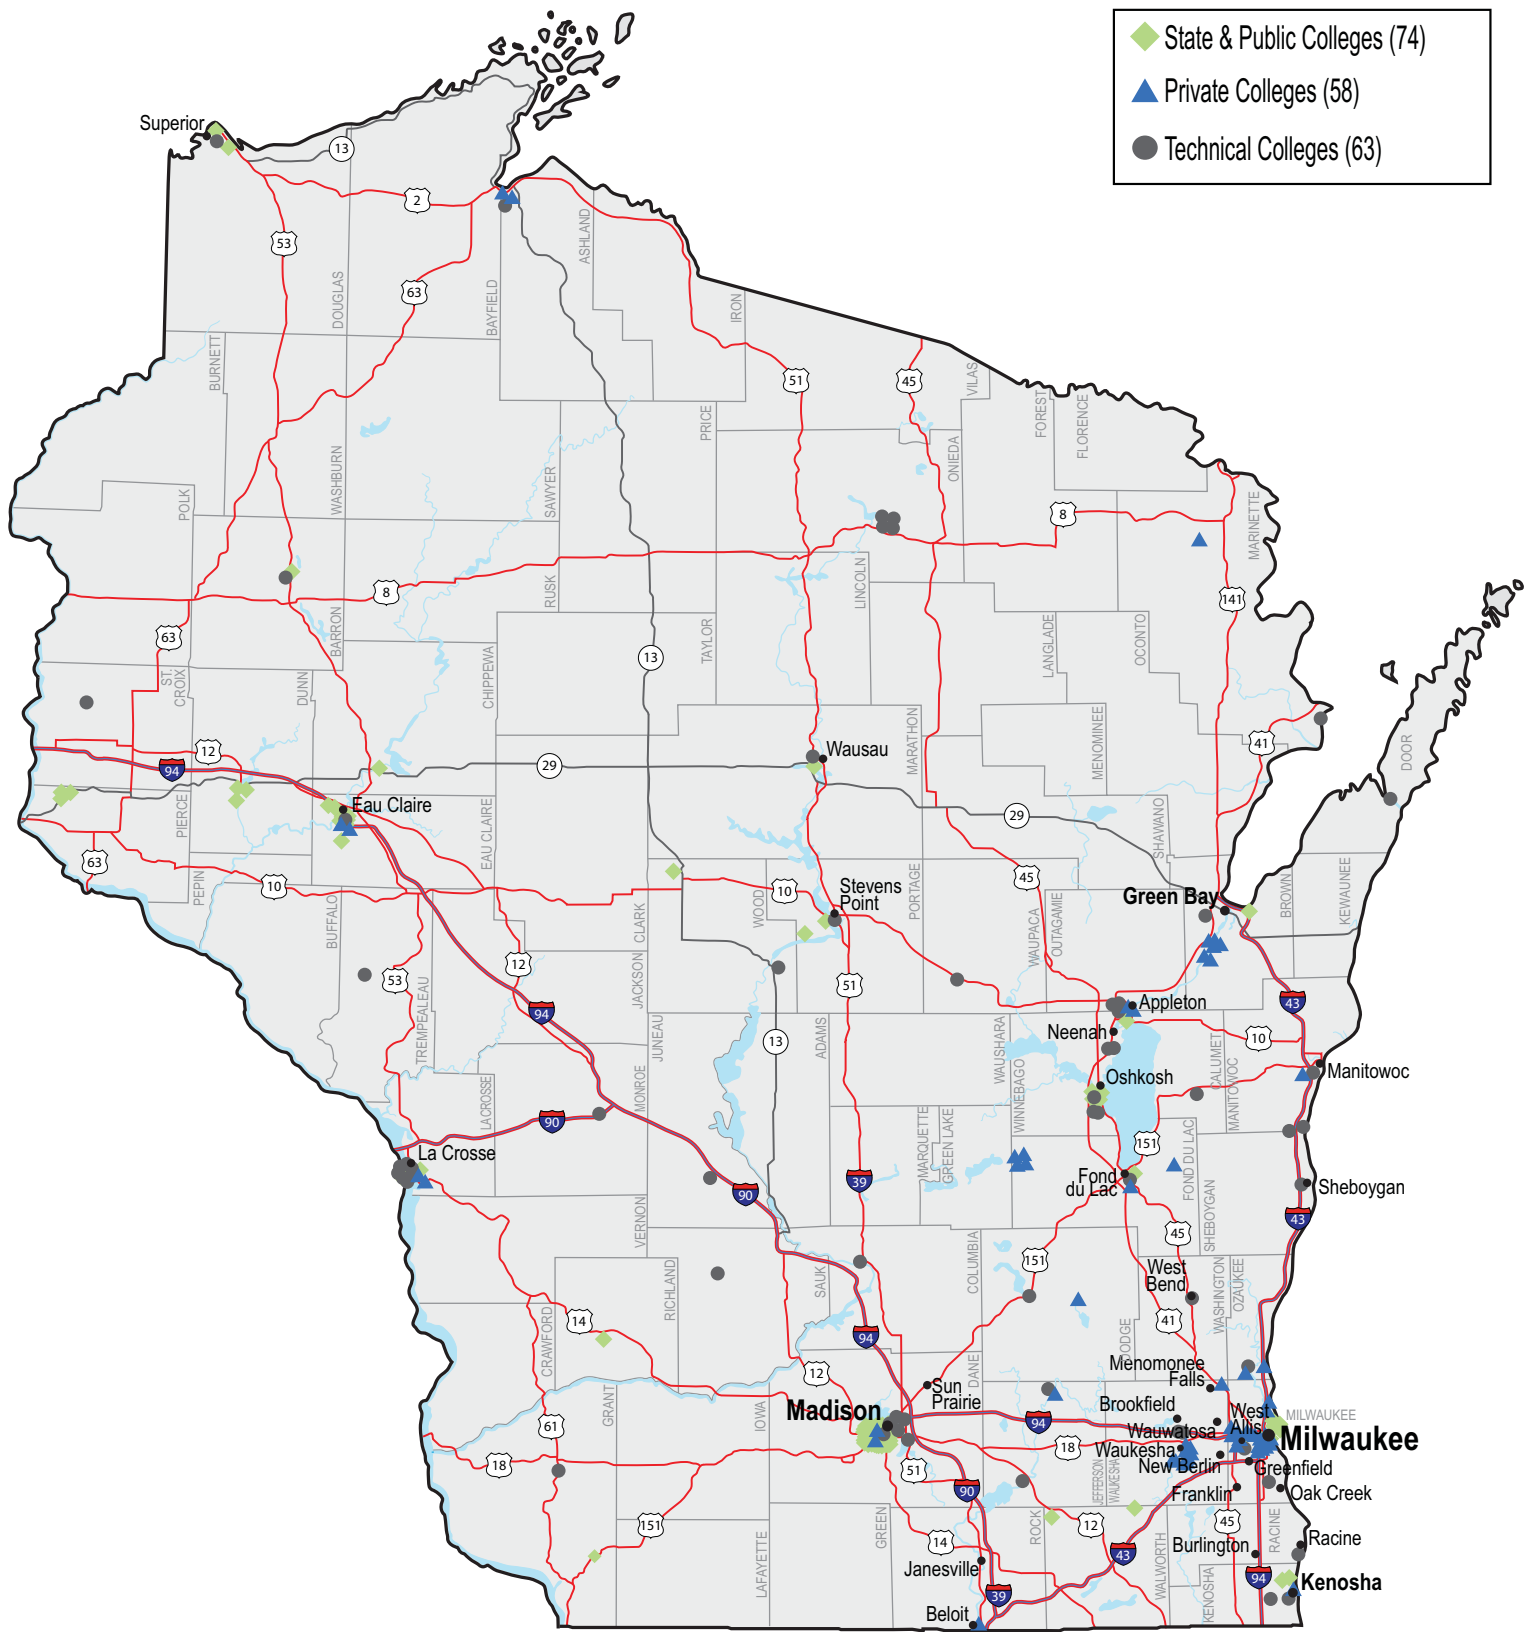 State & Public Colleges (74)
Private Colleges (58)
Technical Colleges (63)
Superior
13
2
53
63
DOUGLAS
BAYFIELD
ASHLAND
IRON
BURNETT
51
45
VILAS
FOREST
FLORENCE
PRICE
ONIEDA
WASHBURN
SAWYER
POLK
8
MARINETTE
8
RUSK
LINCOLN
141
63
BARRON
13
TAYLOR
LANGLADE
OCONTO
ST.
CROIX
DUNN
CHIPPEWA
12
94
29
Wausau
MARATHON
MENOMINEE
41
DOOR
Eau Claire
PIERCE
EAU CLAIRE
29
SHAWANO
63
10
PEPIN
BUFFALO
CLARK
WOOD
10
Stevens
Point
PORTAGE
45
WAUPACA
OUTAGAMIE
Green Bay
BROWN
KEWAUNEE
53
12
TREMPEALEAU
JACKSON
94
51
43
Appleton
Neenah
10
13
JUNEAU
ADAMS
WAUSHARA
WINNEBAGO
CALUMET
MANITOWOC
Manitowoc
Oshkosh
LACROSSE
MONROE
90
MARQUETTE
GREEN LAKE
151
FOND DU LAC
La Crosse
Fond
du Lac
39
90
Sheboygan
43
SHEBOYGAN
45
VERNON
151
COLUMBIA
West
Bend
WASHINGTON
OZAUKEE
RICHLAND
SAUK
CRAWFORD
14
94
41
DODGE
12
DANE
Menomonee
Falls
Sun
Prairie
GRANT
IOWA
Madison
Brookfield
West
Allis
MILWAUKEE
Wauwatosa
Milwaukee
94
61
18
Waukesha
New Berlin
Greenfield
18
51
90
JEFFERSON
WAUKESHA
Franklin
Oak Creek
151
GREEN
ROCK
12
45
RACINE
14
43
Burlington
Racine
LAFAYETTE
Janesville
WALWORTH
KENOSHA
94
Kenosha
39
Beloit